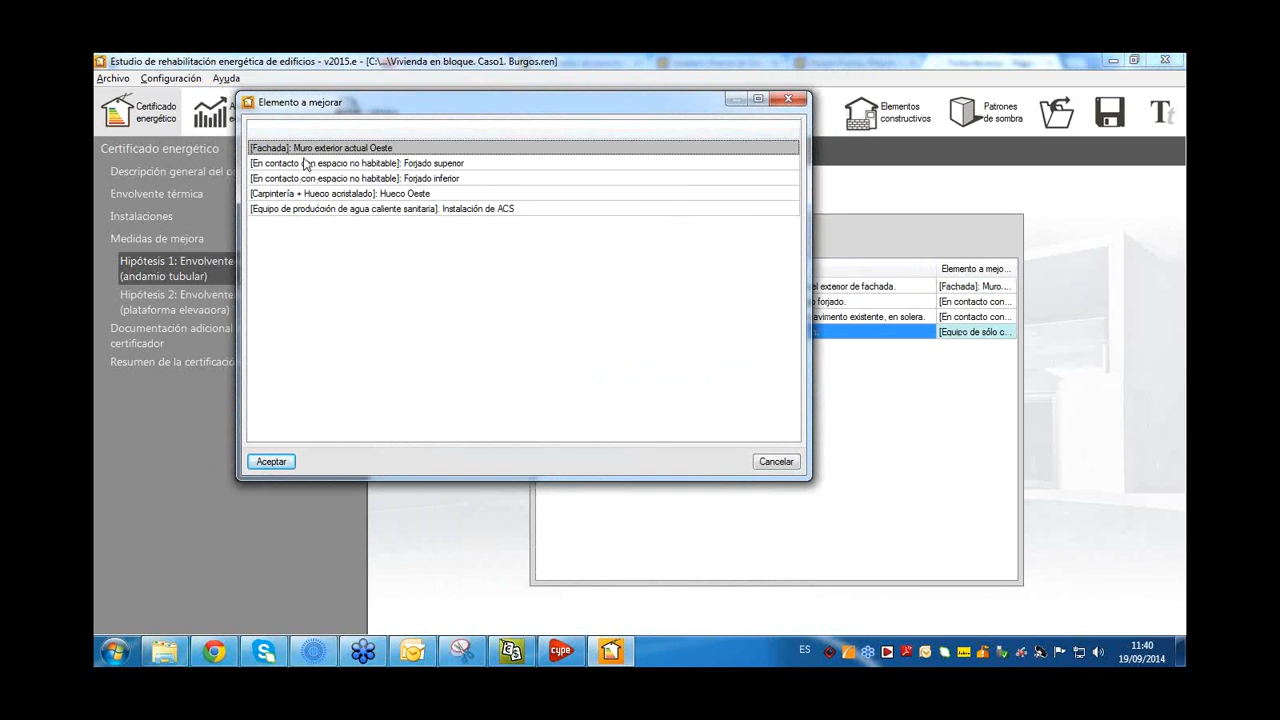 Estudio de rehabilitación energética de edificios - v2015.e - [C:\...\Vivienda en bloque. Caso1. Burgos.ren]
Archivo Configuración Ayuda
Certificado energético
Elementos constructivos
Patrones de sombra
Tt
Certificado energético
Descripción general del
Envolvente térmica
Instalaciones
Medidas de mejora
Hipótesis 1: Envolvente
(andamio tubular)
Hipótesis 2: Envolvente
(plataforma elevadora)
Documentación adicional
certificador
Resumen de la certificació
Elemento a mejorar
[Fachada]: Muro exterior actual Oeste
[En contacto con espacio no habitable]: Forjado superior
[En contacto con espacio no habitable]: Forjado inferior
[Carpintería + Hueco acristalado]: Hueco Oeste
[Equipo de producción de agua caliente sanitaria]: Instalación de ACS
Aceptar
Cancelar
Elemento a mejo...
el exterior de fachada. [Fachada]: Muro...
o forjado. [En contacto con...
avimento existente, en solera. [En contacto con...
[Equipo de sólo c...
cype
ES
11:40
19/09/2014